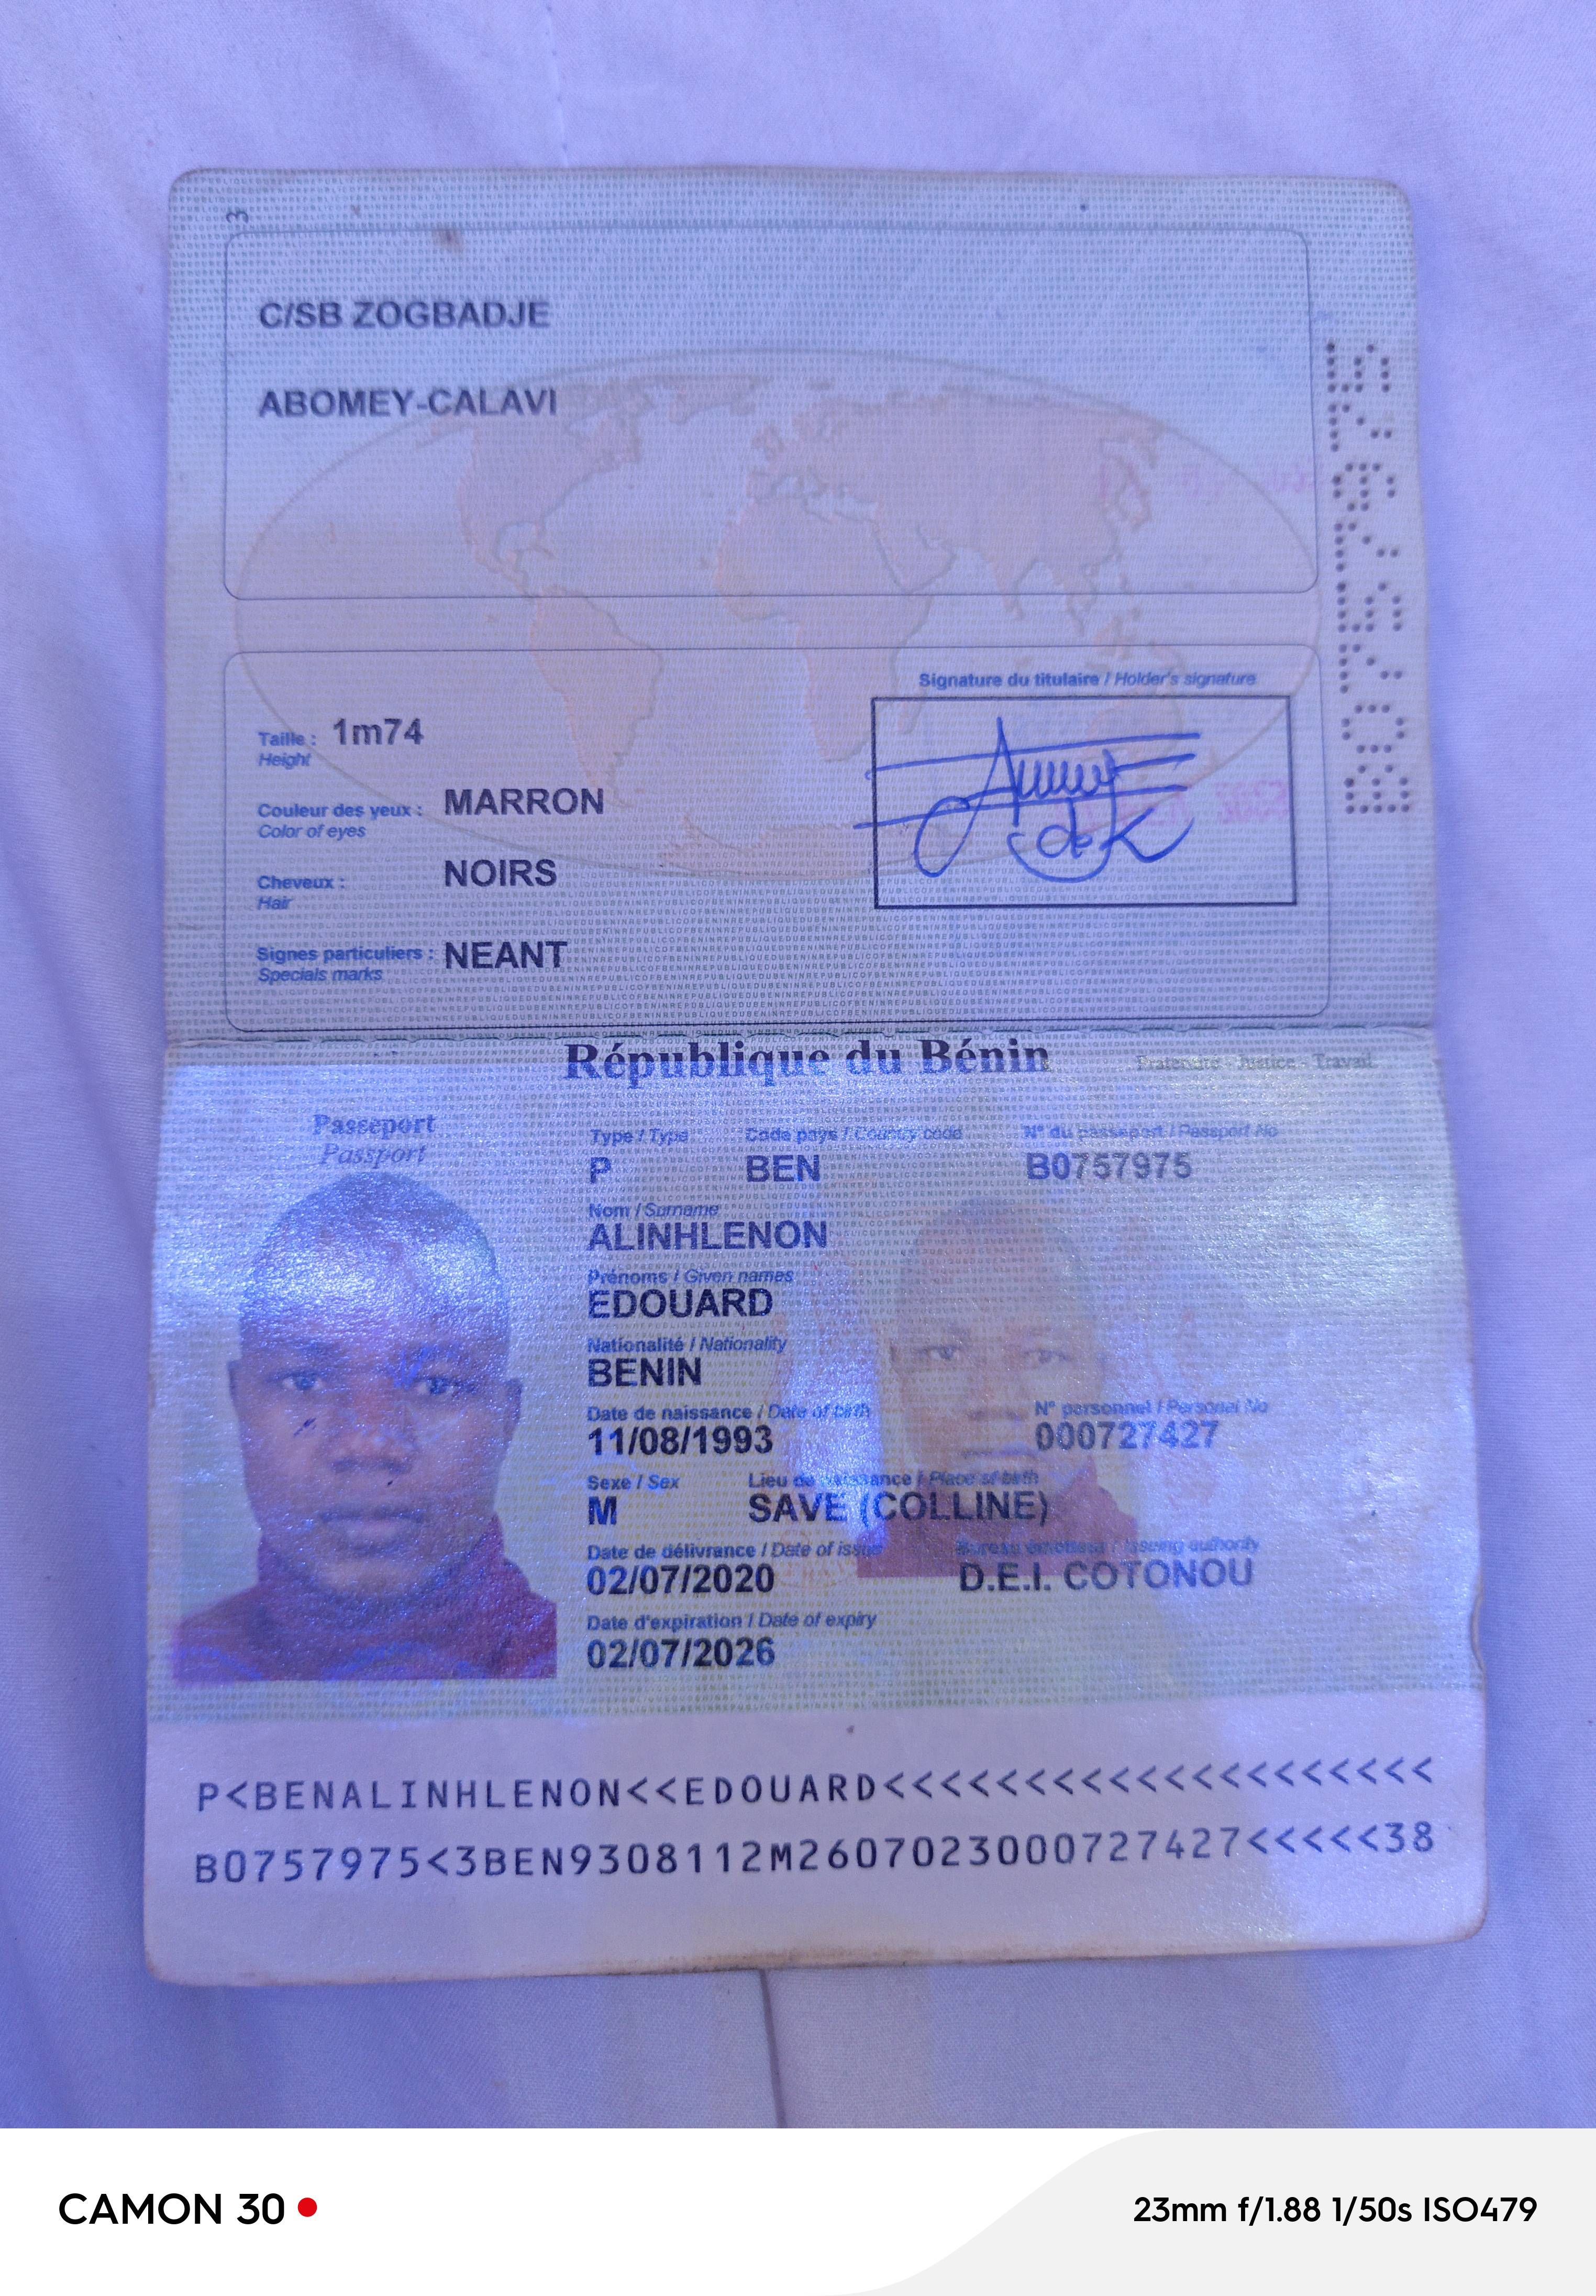 3
C/SB ZOGBADJE
ABOMEY-CALAVI
B0757975
Signature du titulaire / Holder's signature
Taille : 1m74
Height
Couleur des yeux : MARRON
Color of eyes
Cheveux : NOIRS
Hair
Signes particuliers : NEANT
Specials marks
République du Bénin
Fraternité - Justice - Travail
Passeport
Passport
Type / Type Code pays / Country code N° du passeport / Passport No
P BEN B0757975
Nom / Surname
ALINHLENON
Prénoms / Given names
EDOUARD
Nationalité / Nationality
BENIN
Date de naissance / Date of birth N° personnel / Personel No
11/08/1993 000727427
Sexe / Sex Lieu de naissance / Place of birth
M SAVE (COLLINE)
Date de délivrance / Date of issue Bureau émetteur / Issuing authority
02/07/2020 D.E.I. COTONOU
Date d'expiration / Date of expiry
02/07/2026
P<BENALINHLENON<<EDOUARD<<<<<<<<<<<<<<<<<<<<
B0757975<3BEN9308112M2607023000727427<<<<<38
CAMON 30
23mm f/1.88 1/50s ISO479